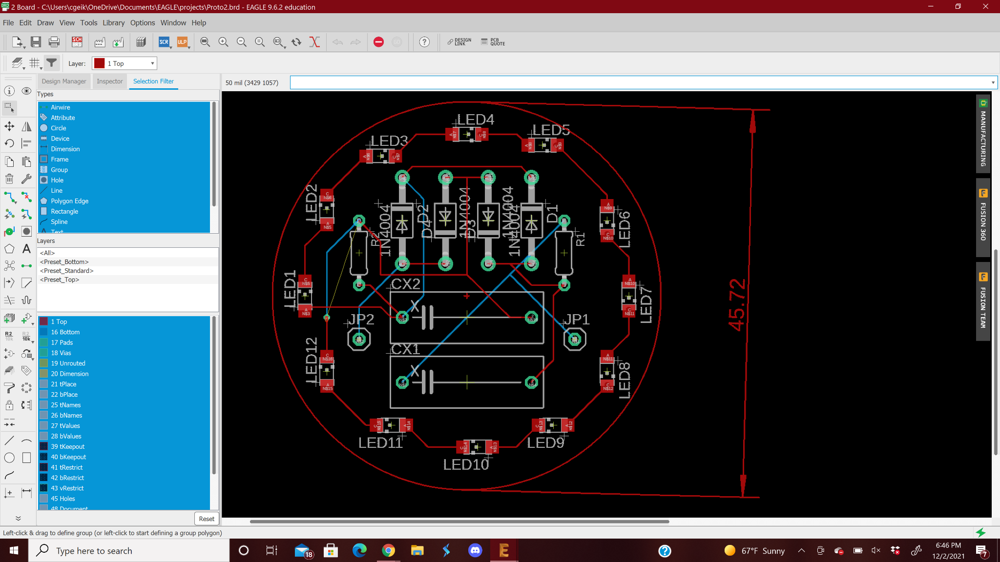 2 Board - C:\Users\cgeik\OneDrive\Documents\EAGLE\projects\Proto2.brd - EAGLE 9.6.2 education
File Edit Draw View Tools Library Options Window Help
SCH BRD SCR ULP DESIGN LINK PCB QUOTE
Layer: 1 Top
Design Manager Inspector Selection Filter
50 mil (3429 1057)
Types
Airwire
Attribute
Circle
Device
Dimension
Frame
Group
Hole
Line
Polygon Edge
Rectangle
Spline
Text
Layers
<All>
<Preset_Bottom>
<Preset_Standard>
<Preset_Top>
1 Top
16 Bottom
17 Pads
18 Vias
19 Unrouted
20 Dimension
21 tPlace
22 bPlace
25 tNames
26 bNames
27 tValues
28 bValues
39 tKeepout
40 bKeepout
41 tRestrict
42 bRestrict
43 vRestrict
45 Holes
48 Document
Reset
R2 10k R2 10k
LED4
LED5
LED3
LED2
LED6
1N4004
D4
D2
1N4004
D3
1N4004
1N4004
D1
R2
R1
LED1
LED7
CX2
X
JP2
JP1
CX1
X
LED12
LED8
LED11
LED10
LED9
45.72
MANUFACTURING
FUSION 360
FUSION TEAM
Left-click & drag to define group (or left-click to start defining a group polygon)
Type here to search
18
67°F Sunny
6:46 PM
12/2/2021
7